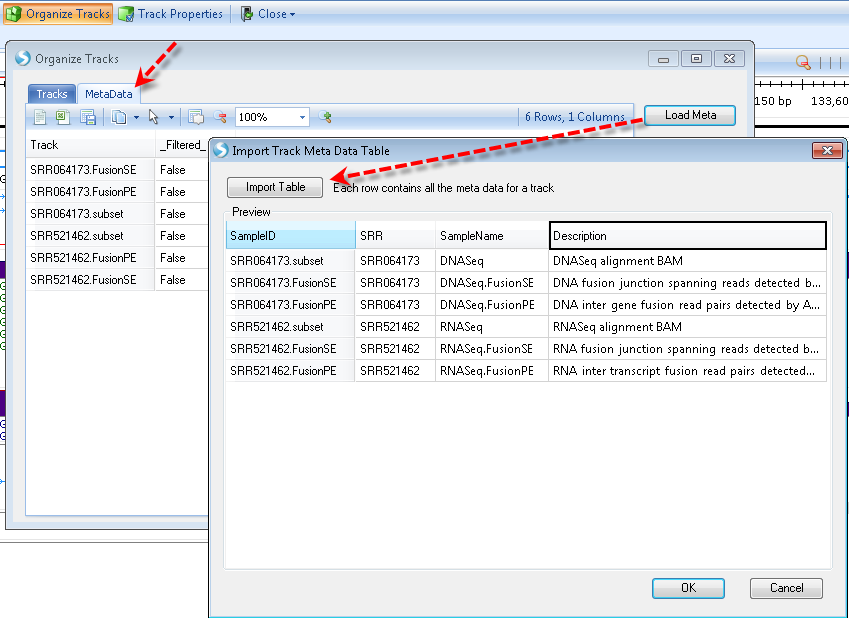 Organize Tracks Track Properties Close
Organize Tracks
Tracks MetaData
150 bp 133,60
100% 6 Rows, 1 Columns Load Meta
Track _Filtered_
SRR064173.FusionSE False
SRR064173.FusionPE False
SRR064173.subset False
SRR521462.subset False
SRR521462.FusionPE False
SRR521462.FusionSE False
Import Track Meta Data Table
Import Table Each row contains all the meta data for a track
Preview
SampleID SRR SampleName Description
SRR064173.subset SRR064173 DNASeq DNASeq alignment BAM
SRR064173.FusionSE SRR064173 DNASeq.FusionSE DNA fusion junction spanning reads detected b...
SRR064173.FusionPE SRR064173 DNASeq.FusionPE DNA inter gene fusion read pairs detected by A...
SRR521462.subset SRR521462 RNASeq RNASeq alignment BAM
SRR521462.FusionSE SRR521462 RNASeq.FusionSE RNA fusion junction spanning reads detected b...
SRR521462.FusionPE SRR521462 RNASeq.FusionPE RNA inter transcript fusion read pairs detected...
OK Cancel